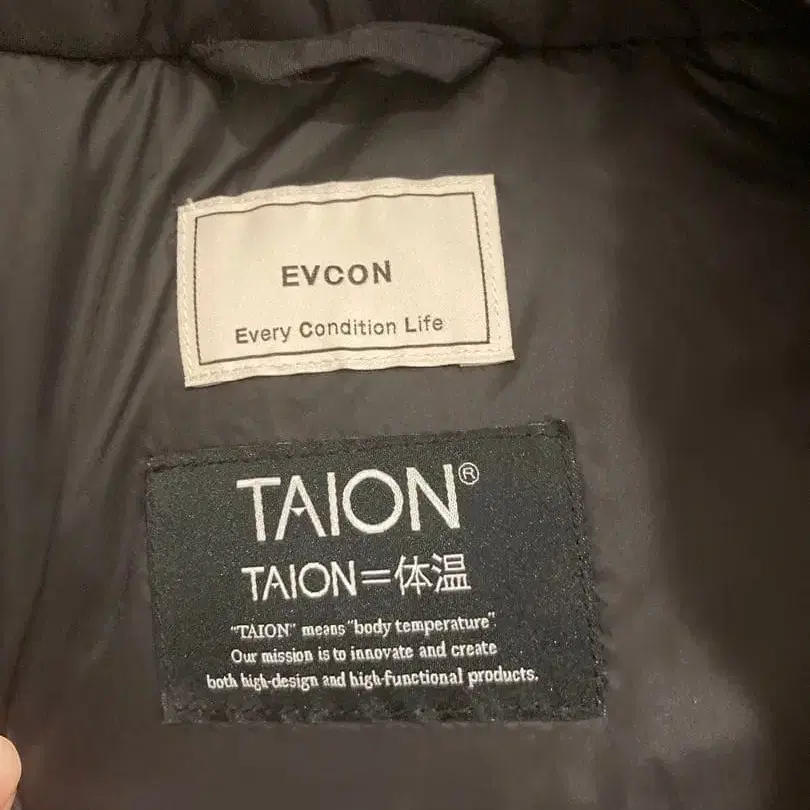 EVCON
Every Condition Life
TAION®
TAION=体温
"TAION" means "body temperature".
Our mission is to innovate and create
both high-design and high-functional products.